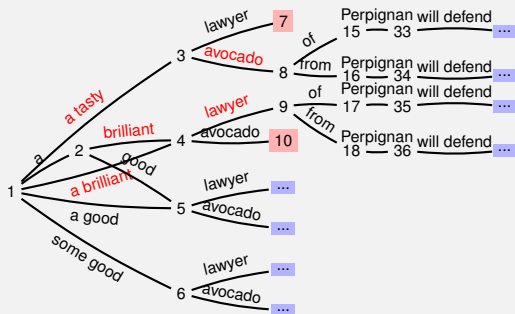 lawyer 7
of Perpignan will defend
15 33 ...
3 avocado
8 from Perpignan will defend
16 34 ...
a tasty
lawyer 9 of Perpignan will defend
17 35 ...
brilliant 4 avocado
10 from
Perpignan will defend
18 36 ...
a 2 good
1 a brilliant
lawyer ...
a good 5 avocado
...
some good
lawyer ...
6 avocado
...